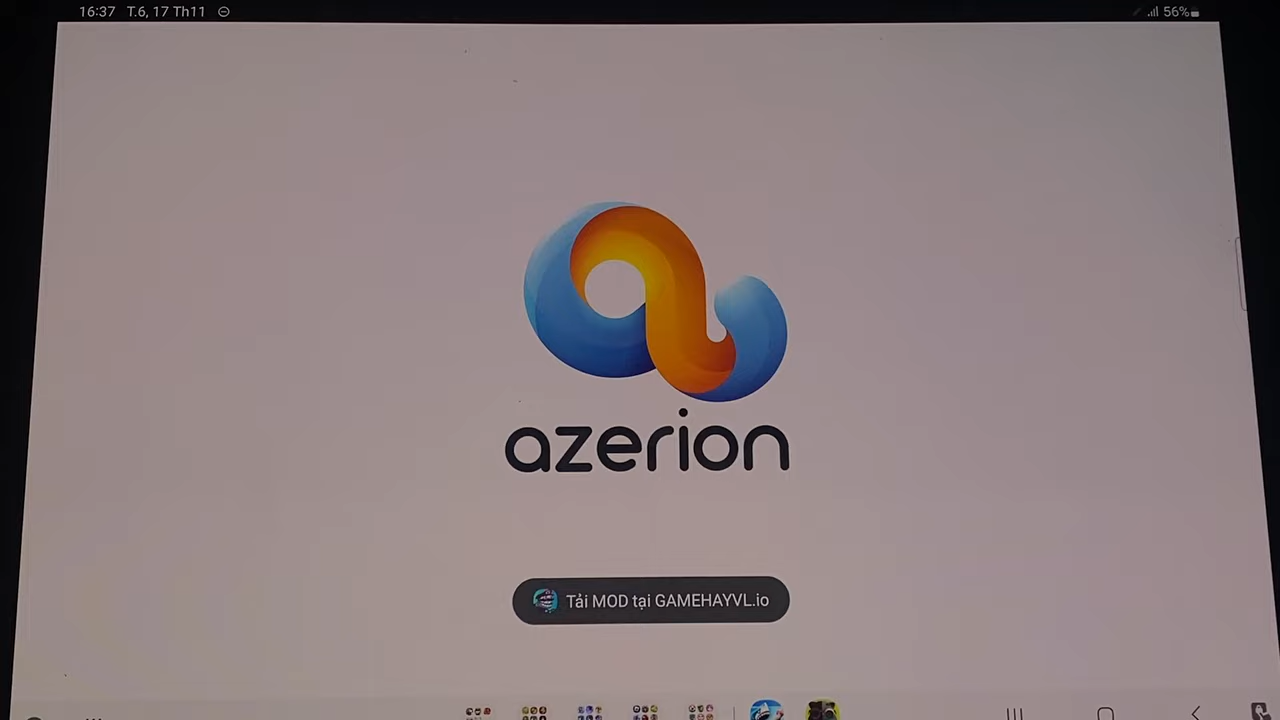 16:37 T.6, 17 Th11
56%
azerion
Tải MOD tại GAMEHAYVL.io